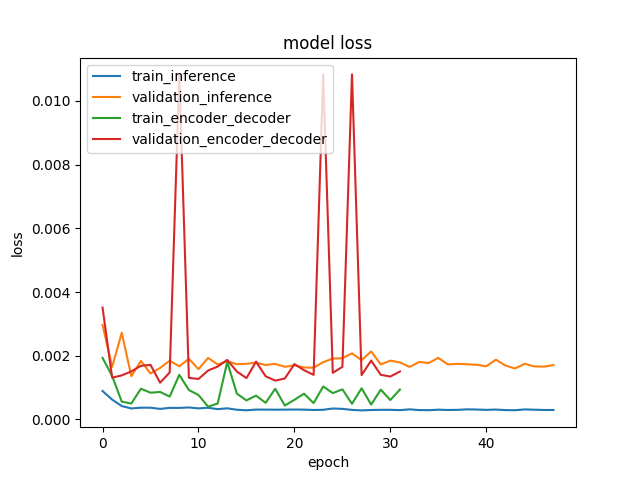 model loss
train_inference
validation_inference
train_encoder_decoder
validation_encoder_decoder
0.010
0.008
0.006
0.004
0.002
0.000
loss
0 10 20 30 40
epoch